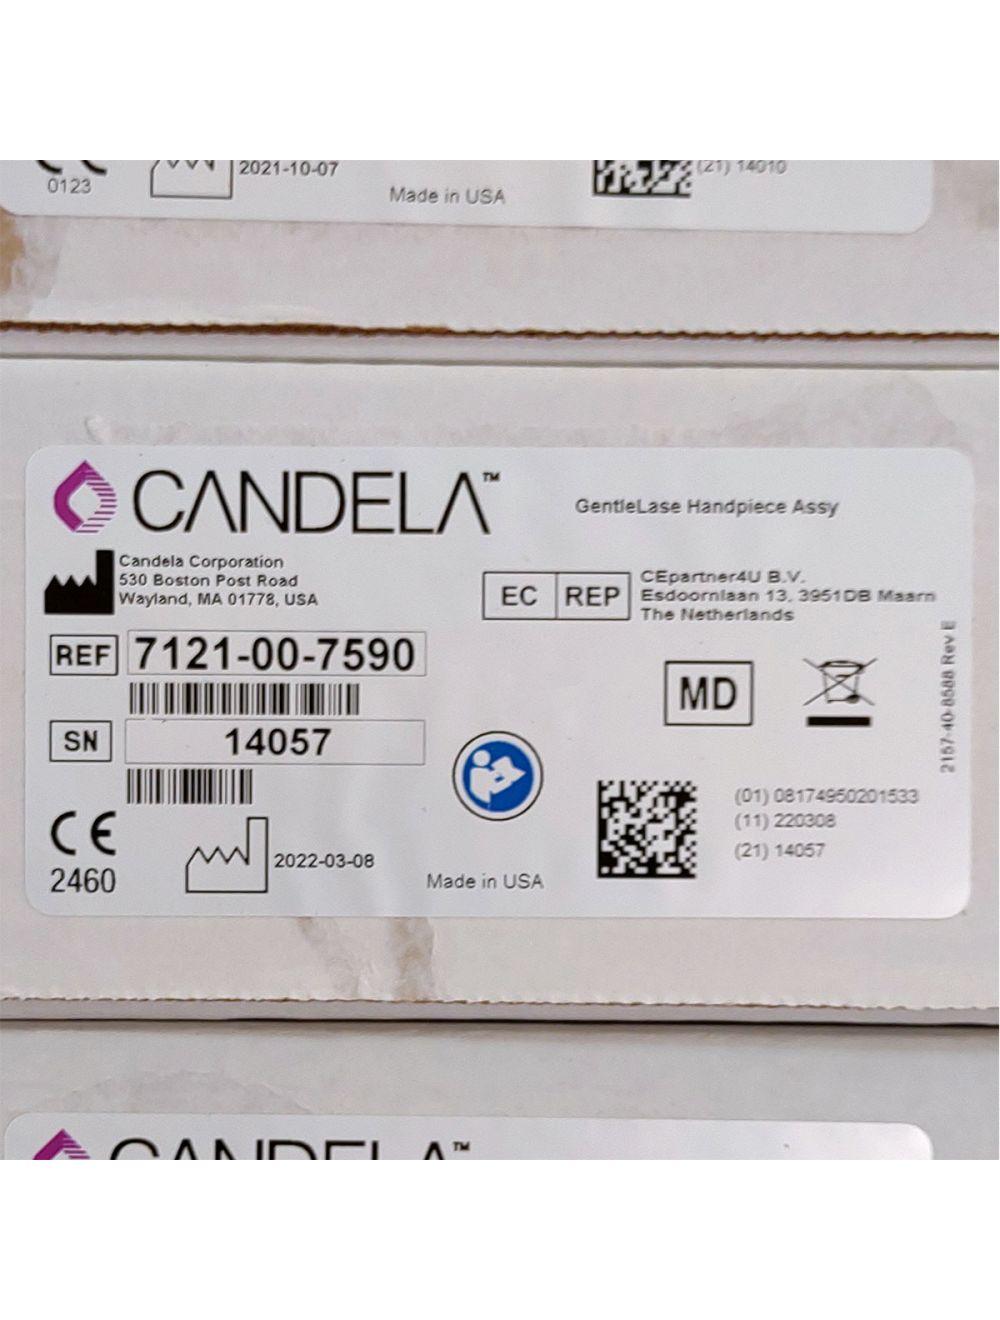 0123
2021-10-07
Made in USA
(21) 14010
CANDELA™
GentleLase Handpiece Assy
Candela Corporation
530 Boston Post Road
Wayland, MA 01778, USA
EC REP
CEpartner4U B.V.
Esdoornlaan 13, 3951DB Maarn
The Netherlands
REF 7121-00-7590
SN 14057
MD
2157-40-8588 Rev E
CE
2460
2022-03-08
Made in USA
(01) 08174950201533
(11) 220308
(21) 14057
CANDELA™